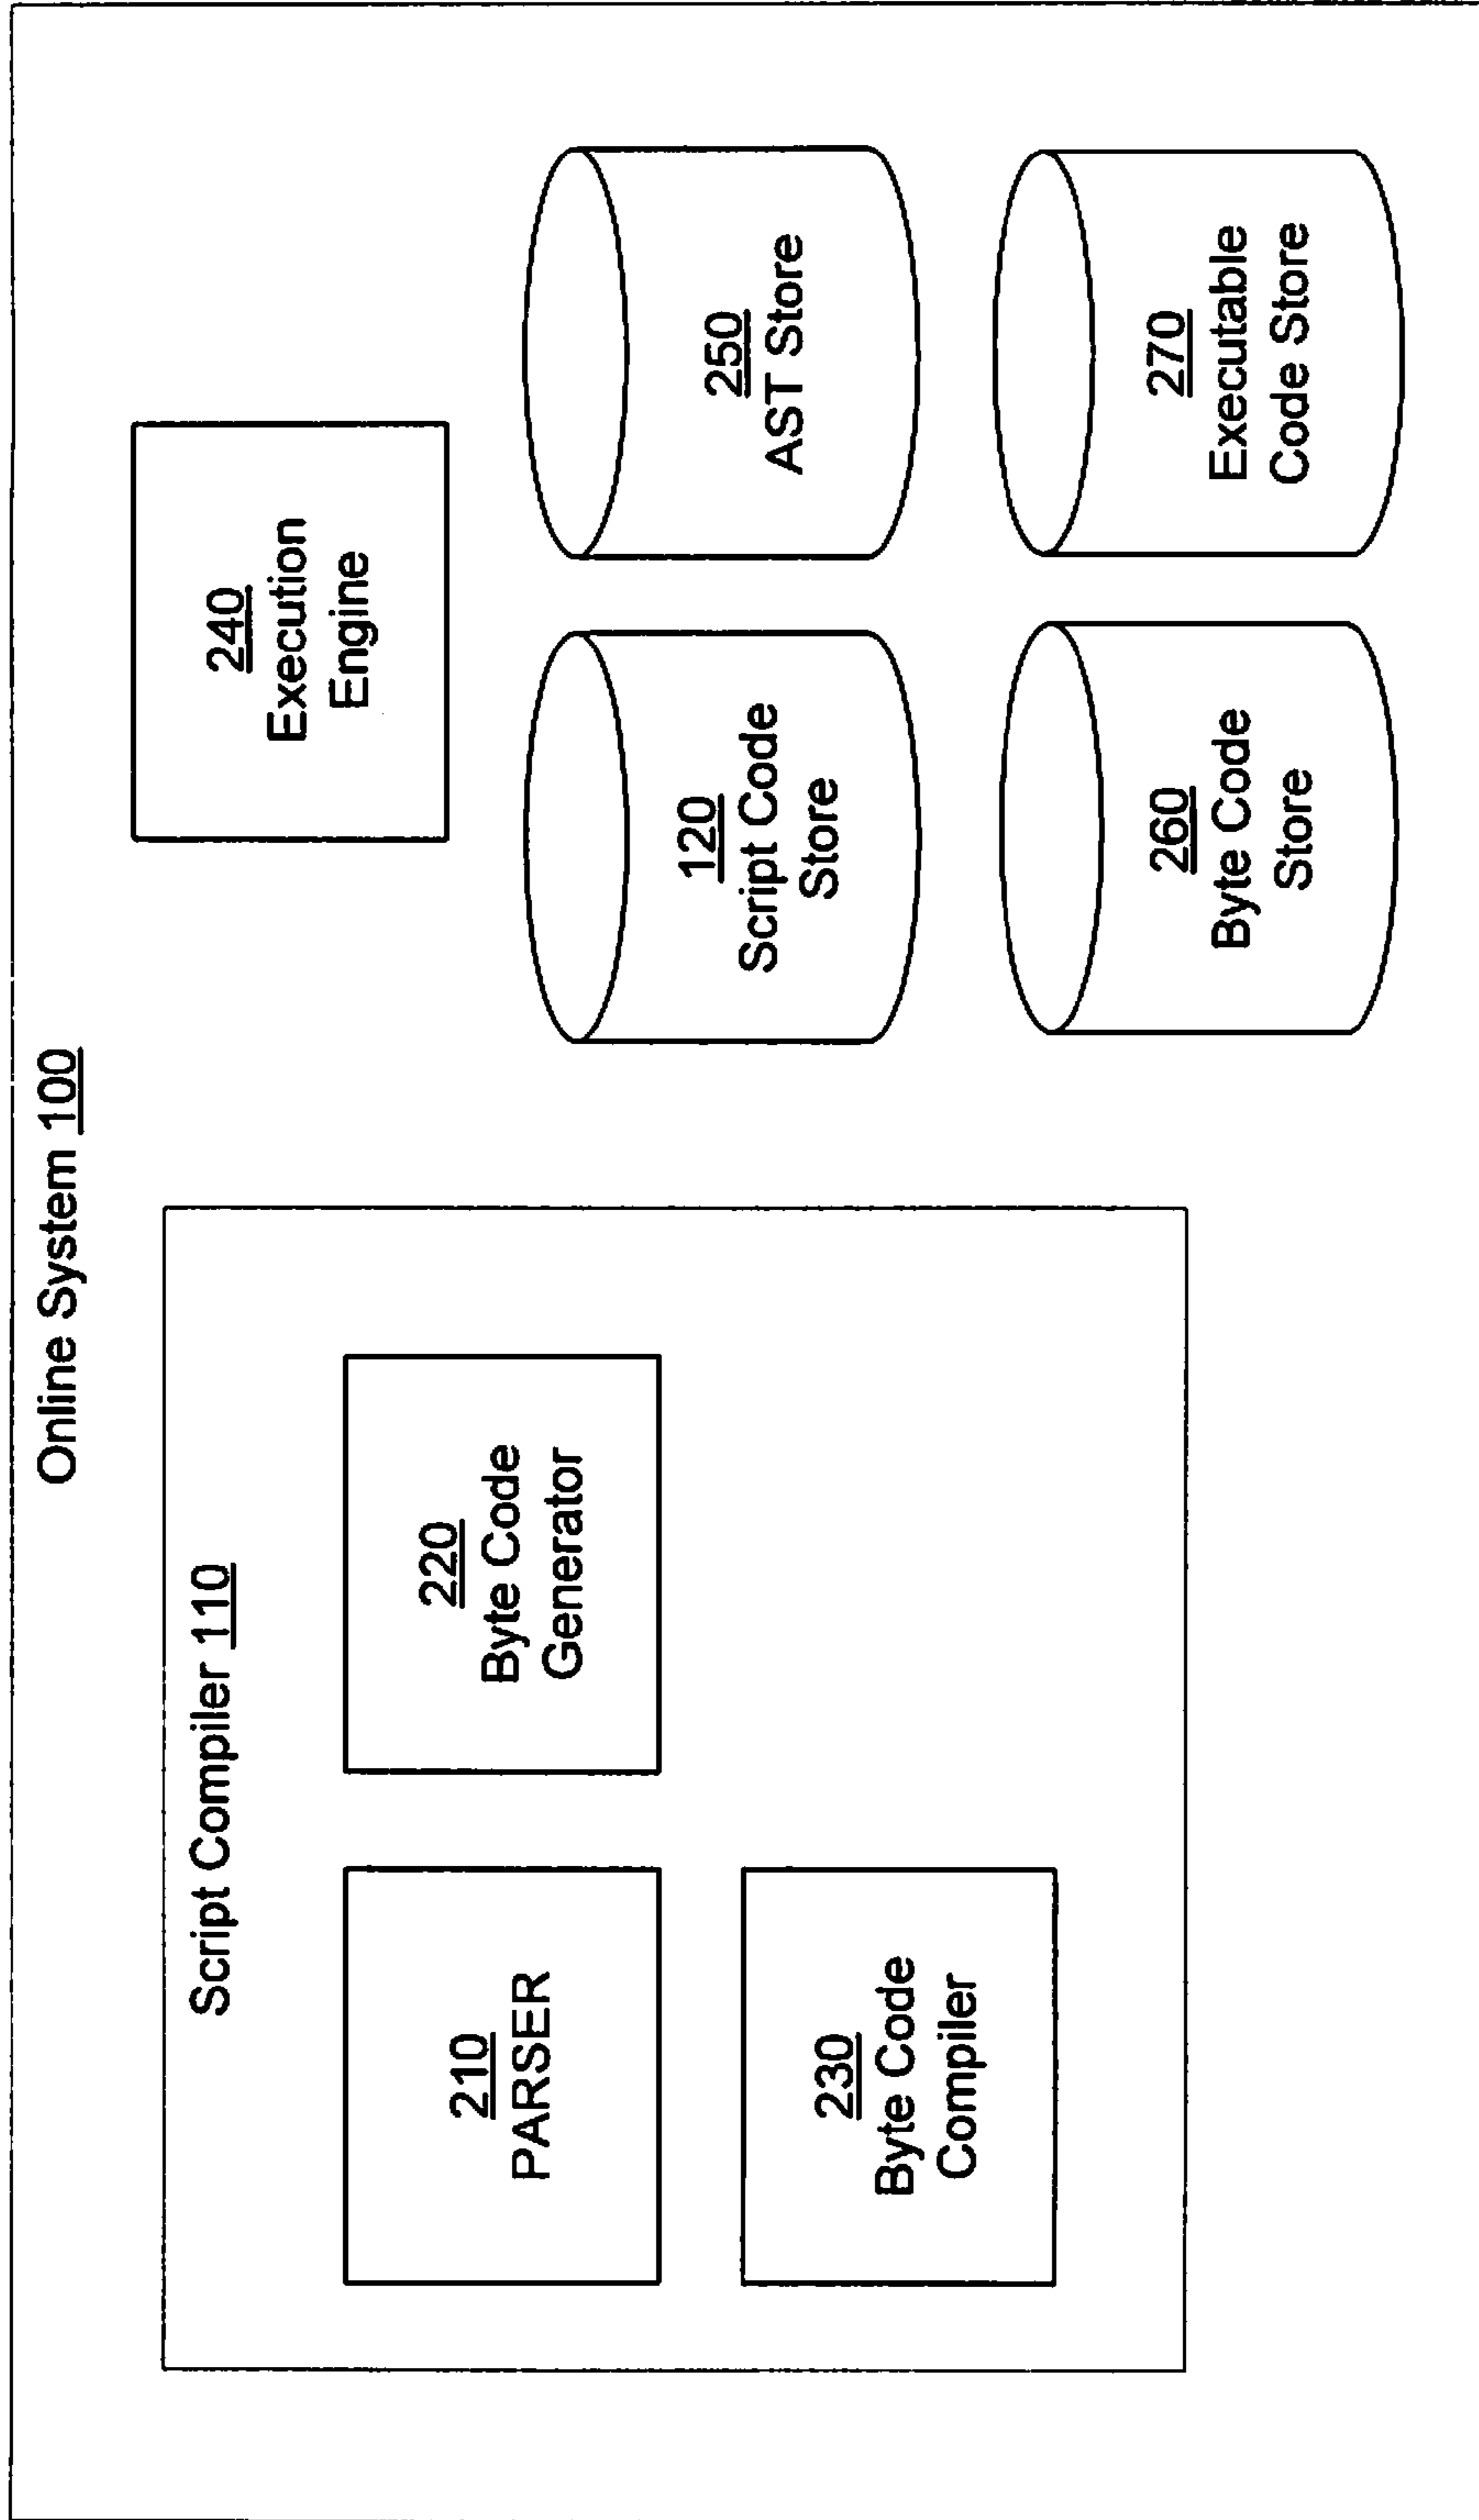 Online System 100
Script Compiler 110
210
PARSER
220
Byte Code
Generator
230
Byte Code
Compiler
240
Execution
Engine
120
Script Code
Store
250
AST Store
260
Byte Code
Store
270
Executable
Code Store